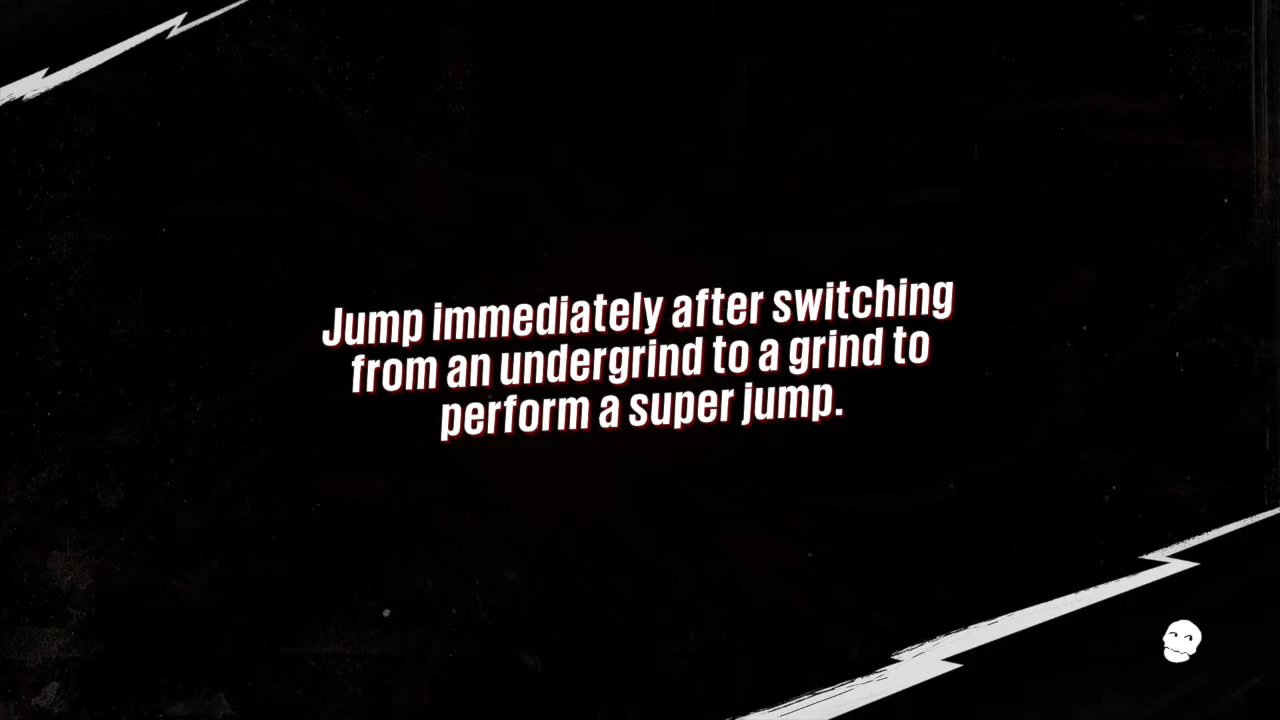 Jump immediately after switching
from an undergrind to a grind to
perform a super jump.